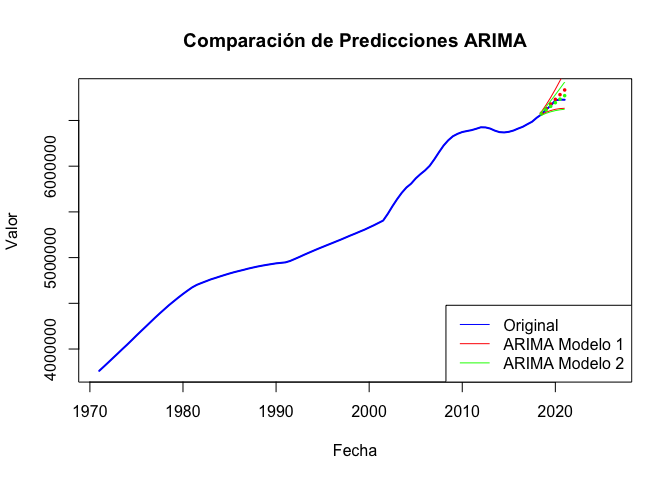 Comparación de Predicciones ARIMA
Valor
6000000
5000000
4000000
Original
ARIMA Modelo 1
ARIMA Modelo 2
1970 1980 1990 2000 2010 2020
Fecha